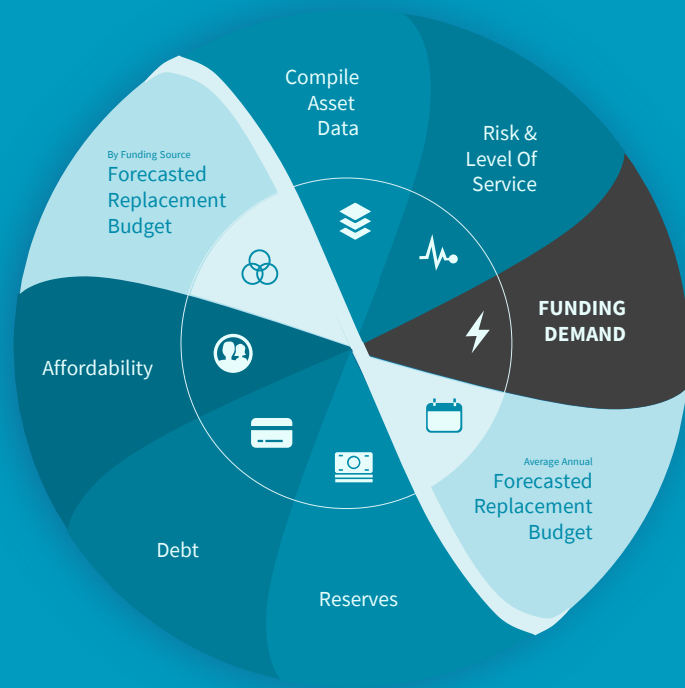 Compile
Asset
Data
Risk &
Level Of
Service
FUNDING
DEMAND
Average Annual
Forecasted
Replacement
Budget
Reserves
Debt
Affordability
By Funding Source
Forecasted
Replacement
Budget